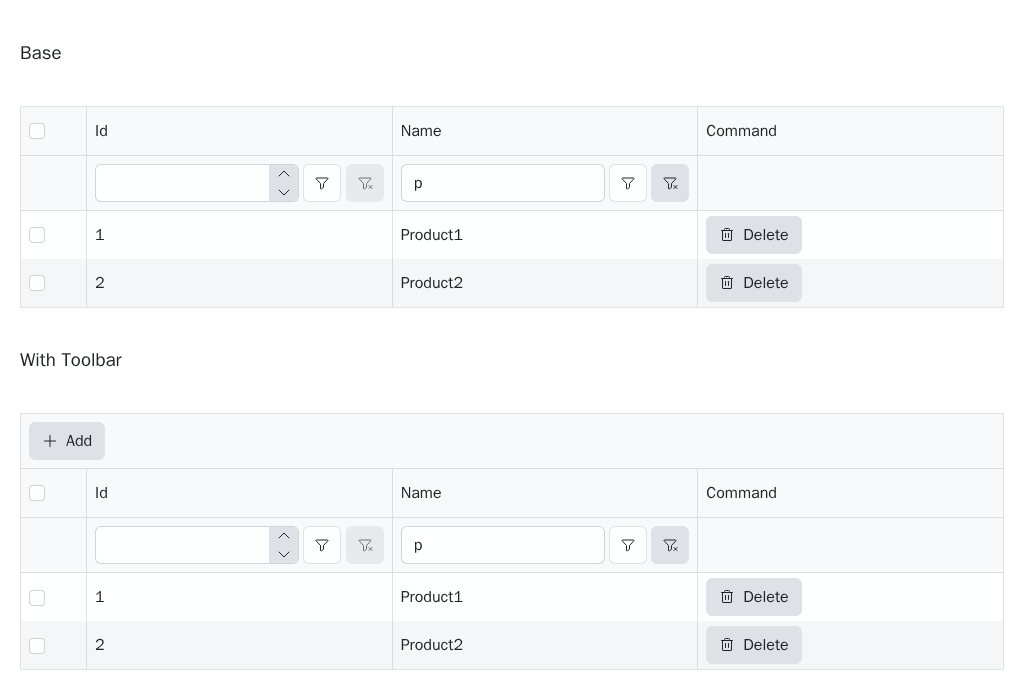 Base
Id Name Command
p
1 Product1 Delete
2 Product2 Delete
With Toolbar
Add
Id Name Command
p
1 Product1 Delete
2 Product2 Delete